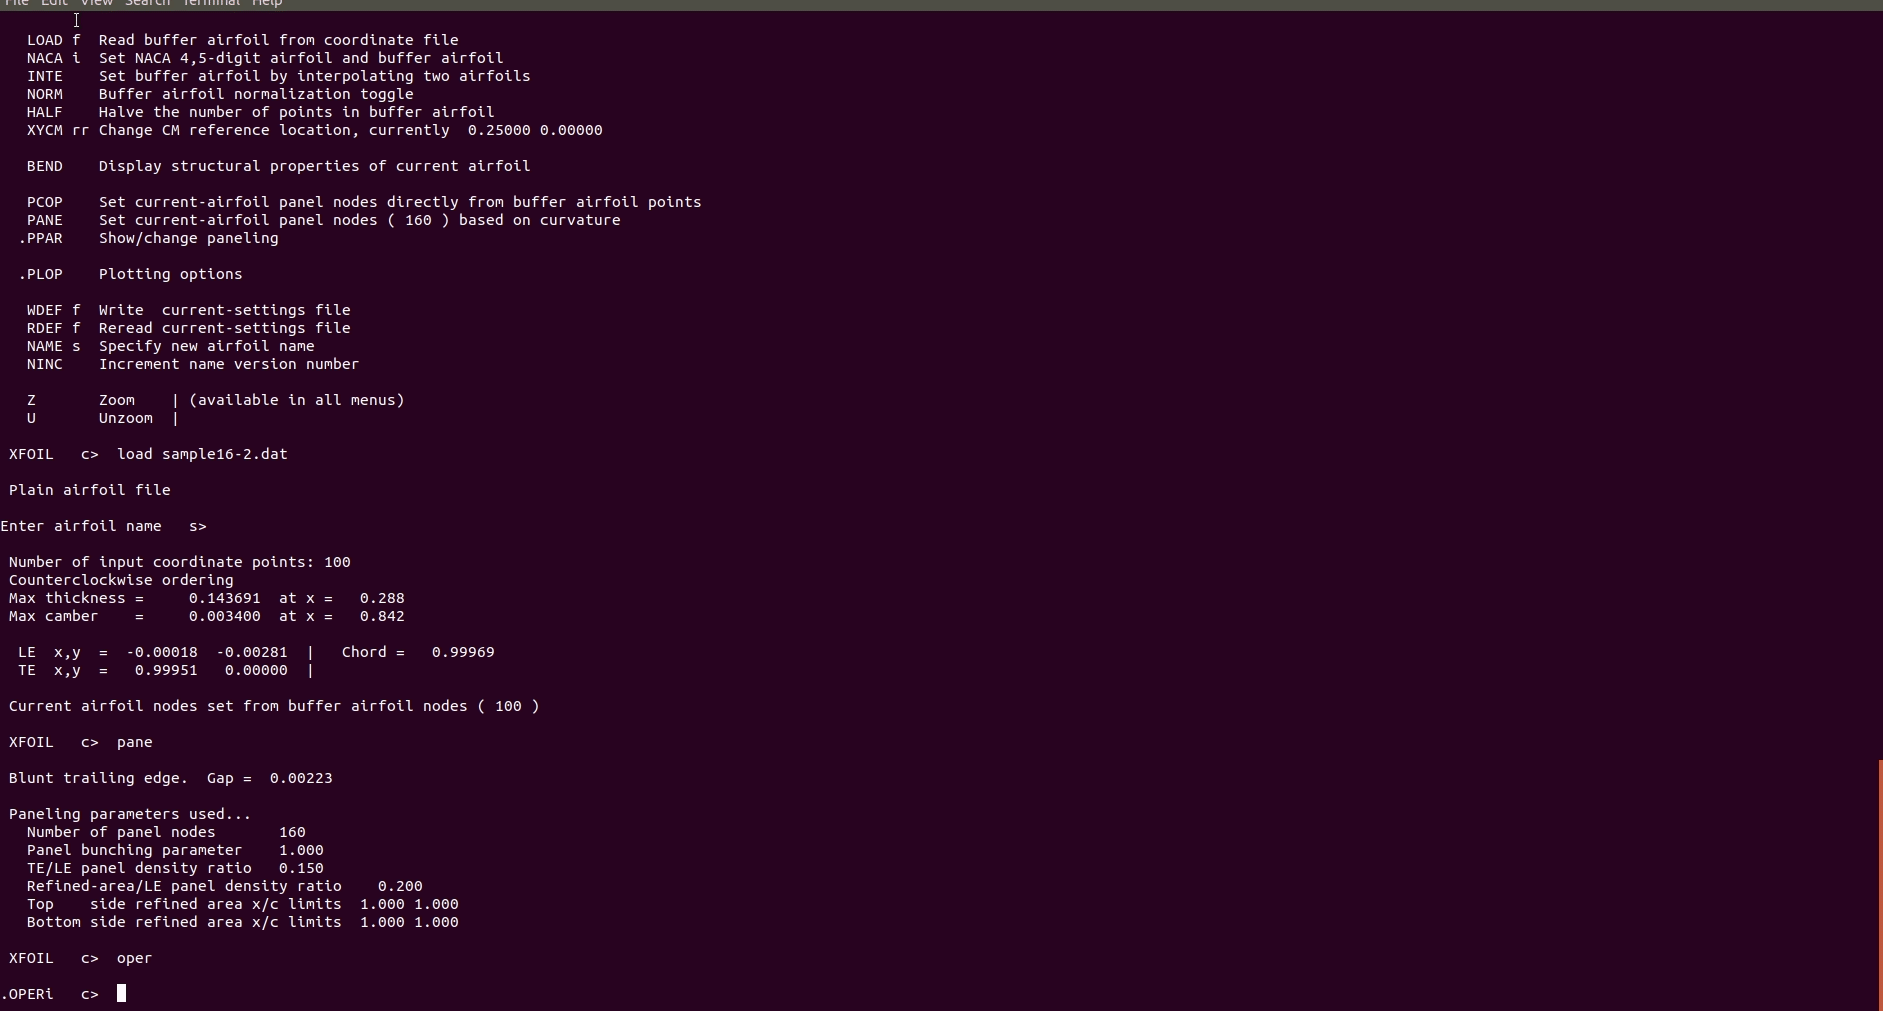 File Edit View Search Terminal Help
LOAD f Read buffer airfoil from coordinate file
NACA i Set NACA 4,5-digit airfoil and buffer airfoil
INTE Set buffer airfoil by interpolating two airfoils
NORM Buffer airfoil normalization toggle
HALF Halve the number of points in buffer airfoil
XYCM rr Change CM reference location, currently 0.25000 0.00000
BEND Display structural properties of current airfoil
PCOP Set current-airfoil panel nodes directly from buffer airfoil points
PANE Set current-airfoil panel nodes ( 160 ) based on curvature
.PPAR Show/change paneling
.PLOP Plotting options
WDEF f Write current-settings file
RDEF f Reread current-settings file
NAME s Specify new airfoil name
NINC Increment name version number
Z Zoom | (available in all menus)
U Unzoom |
XFOIL c> load sample16-2.dat
Plain airfoil file
Enter airfoil name s>
Number of input coordinate points: 100
Counterclockwise ordering
Max thickness = 0.143691 at x = 0.288
Max camber = 0.003400 at x = 0.842
LE x,y = -0.00018 -0.00281 | Chord = 0.99969
TE x,y = 0.99951 0.00000 |
Current airfoil nodes set from buffer airfoil nodes ( 100 )
XFOIL c> pane
Blunt trailing edge. Gap = 0.00223
Paneling parameters used...
Number of panel nodes 160
Panel bunching parameter 1.000
TE/LE panel density ratio 0.150
Refined-area/LE panel density ratio 0.200
Top side refined area x/c limits 1.000 1.000
Bottom side refined area x/c limits 1.000 1.000
XFOIL c> oper
.OPERi c>